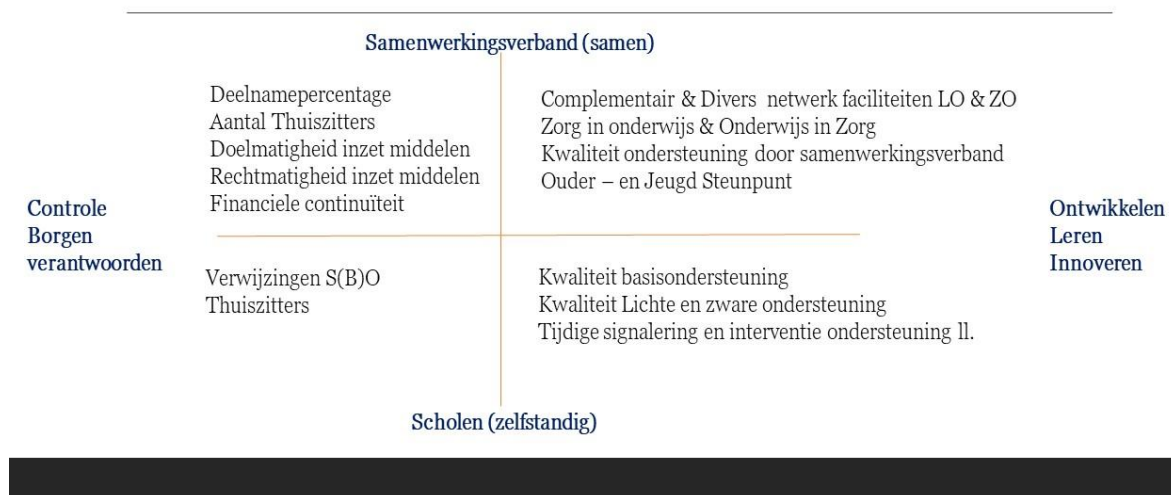 Samenwerkingsverband (samen)
Deelnamepercentage
Aantal Thuiszitters
Doelmatigheid inzet middelen
Rechtmatigheid inzet middelen
Financiele continuïteit
Complementair & Divers netwerk faciliteiten LO & ZO
Zorg in onderwijs & Onderwijs in Zorg
Kwaliteit ondersteuning door samenwerkingsverband
Ouder – en Jeugd Steunpunt
Controle
Borgen
verantwoorden
Ontwikkelen
Leren
Innoveren
Verwijzingen S(B)O
Thuiszitters
Kwaliteit basisondersteuning
Kwaliteit Lichte en zware ondersteuning
Tijdige signalering en interventie ondersteuning ll.
Scholen (zelfstandig)